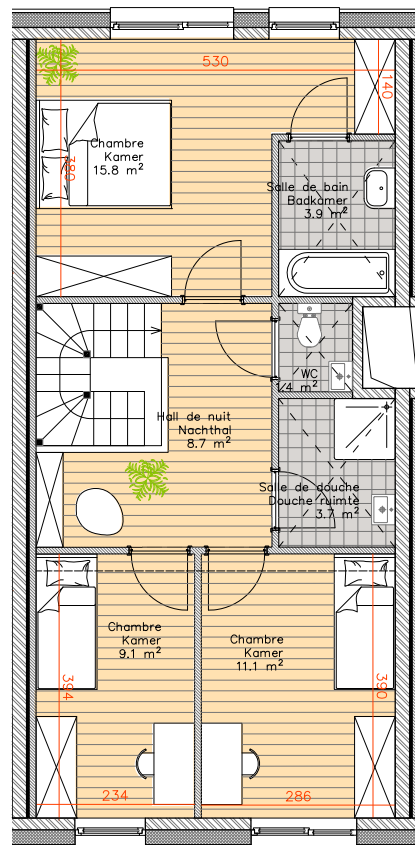 530
140
Chambre
Kamer
15.8 m²
380
Salle de bain
Badkamer
3.9 m²
WC
1.4 m²
Hall de nuit
Nachthal
8.7 m²
Salle de douche
Douche ruimte
3.7 m²
Chambre
Kamer
9.1 m²
Chambre
Kamer
11.1 m²
394
390
234
286